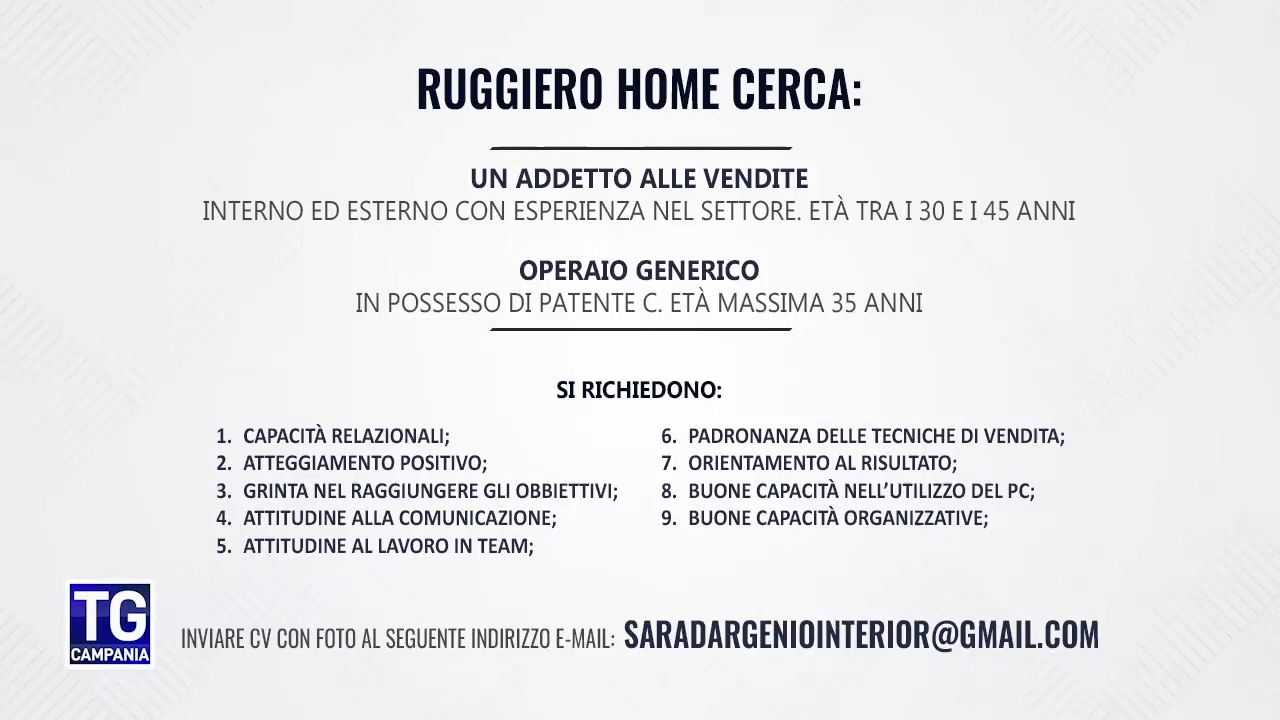 RUGGIERO HOME CERCA:
UN ADDETTO ALLE VENDITE
INTERNO ED ESTERNO CON ESPERIENZA NEL SETTORE. ETÀ TRA I 30 E I 45 ANNI
OPERAIO GENERICO
IN POSSESSO DI PATENTE C. ETÀ MASSIMA 35 ANNI
SI RICHIEDONO:
1. CAPACITÀ RELAZIONALI;
2. ATTEGGIAMENTO POSITIVO;
3. GRINTA NEL RAGGIUNGERE GLI OBBIETTIVI;
4. ATTITUDINE ALLA COMUNICAZIONE;
5. ATTITUDINE AL LAVORO IN TEAM;
6. PADRONANZA DELLE TECNICHE DI VENDITA;
7. ORIENTAMENTO AL RISULTATO;
8. BUONE CAPACITÀ NELL'UTILIZZO DEL PC;
9. BUONE CAPACITÀ ORGANIZZATIVE;
TG
CAMPANIA
INVIARE CV CON FOTO AL SEGUENTE INDIRIZZO E-MAIL: SARADARGENIOINTERIOR@GMAIL.COM